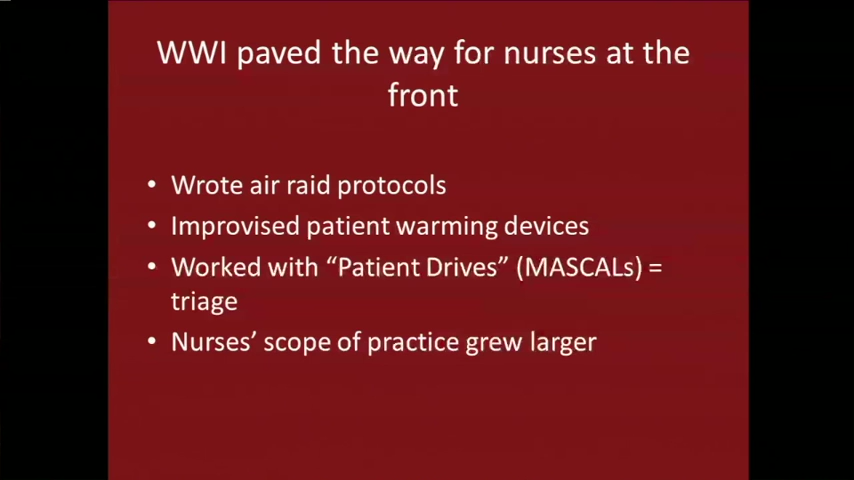 WWI paved the way for nurses at the
front
• Wrote air raid protocols
• Improvised patient warming devices
• Worked with “Patient Drives” (MASCALs) =
triage
• Nurses’ scope of practice grew larger